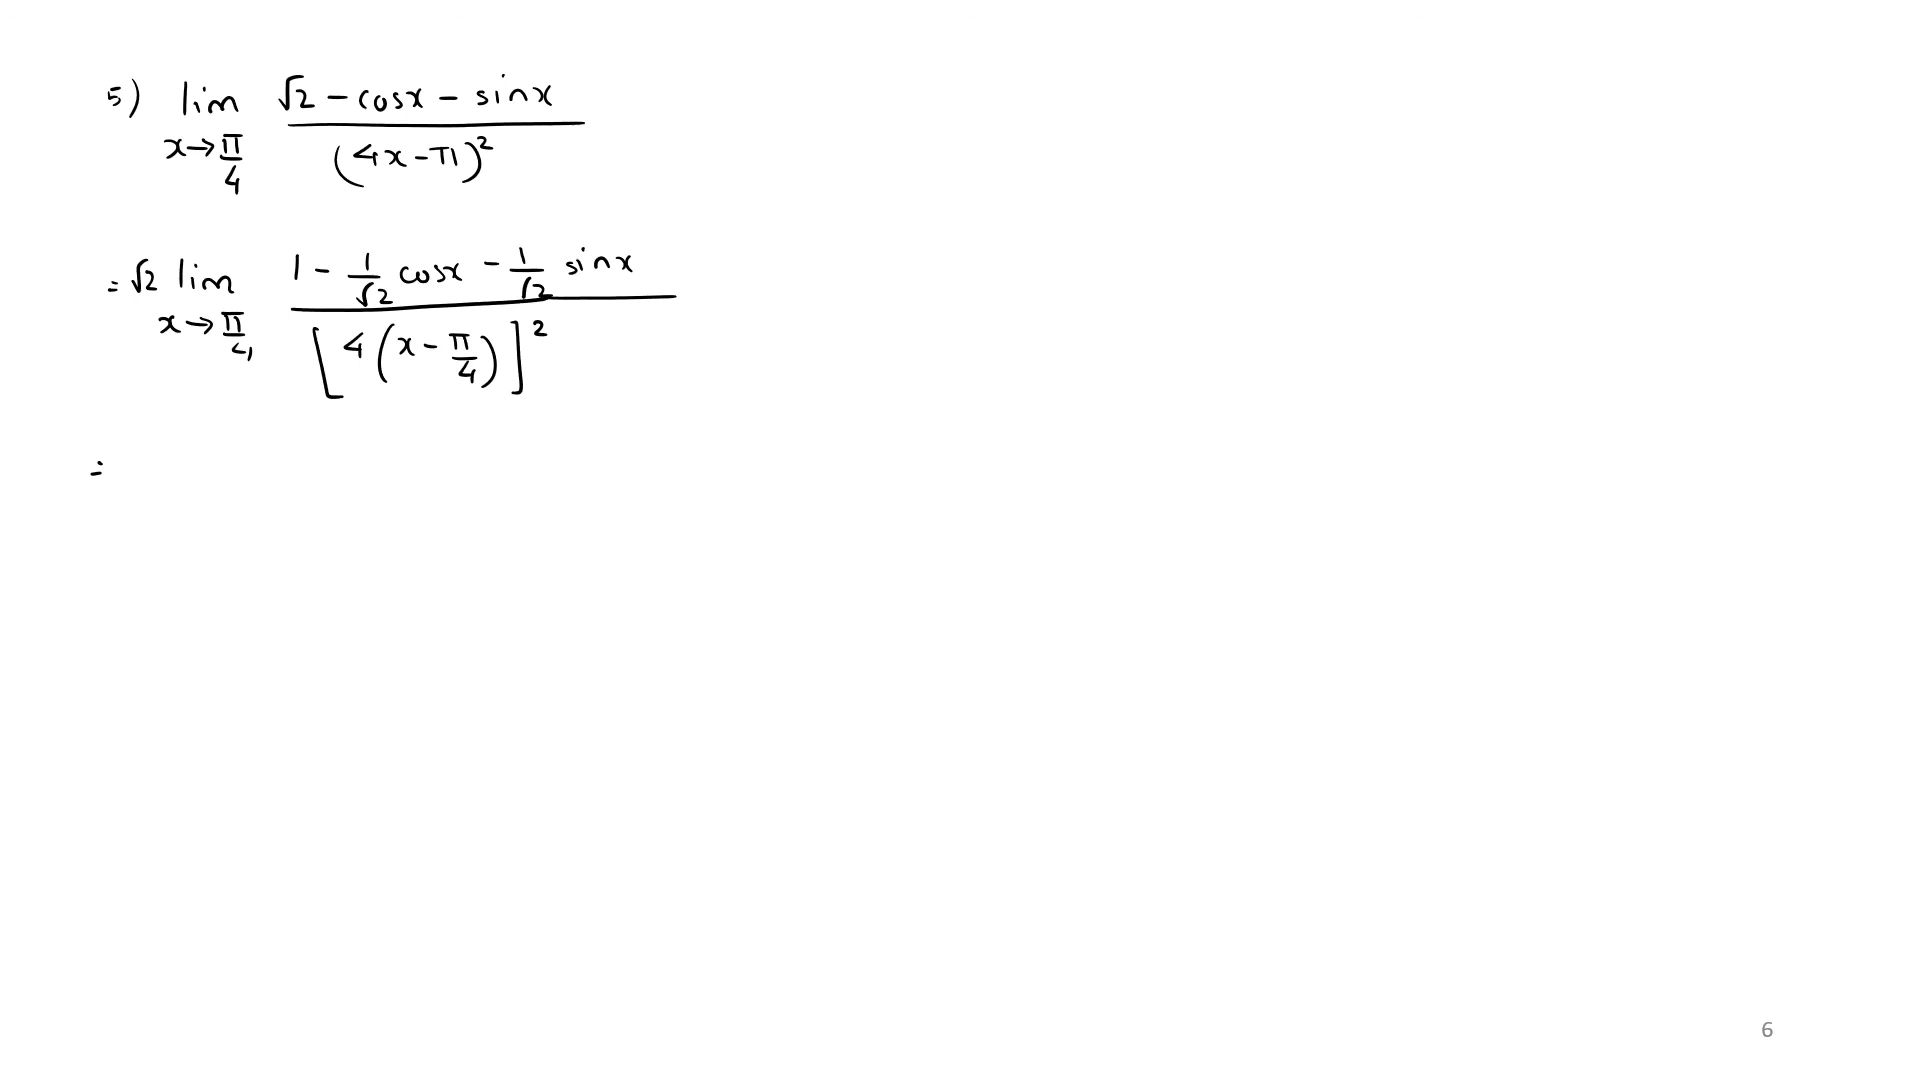 5) lim √2 - cosx - sinx
x→π/4 (4x-π)²
= √2 lim 1 - 1/√2 cosx - 1/√2 sinx
x→π/4 [4(x - π/4)]²
=
6